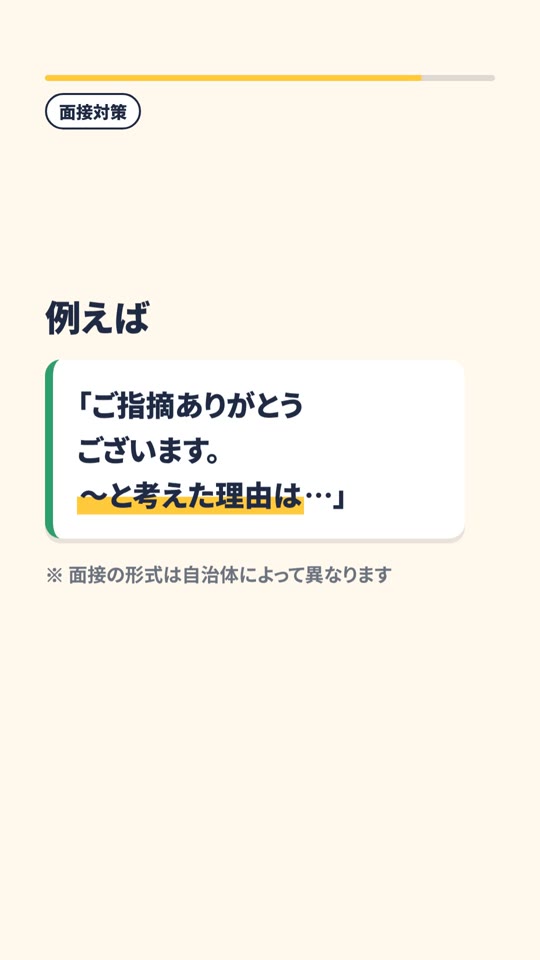 面接対策
例えば
「ご指摘ありがとう
ございます。
〜と考えた理由は…」
※ 面接の形式は自治体によって異なります